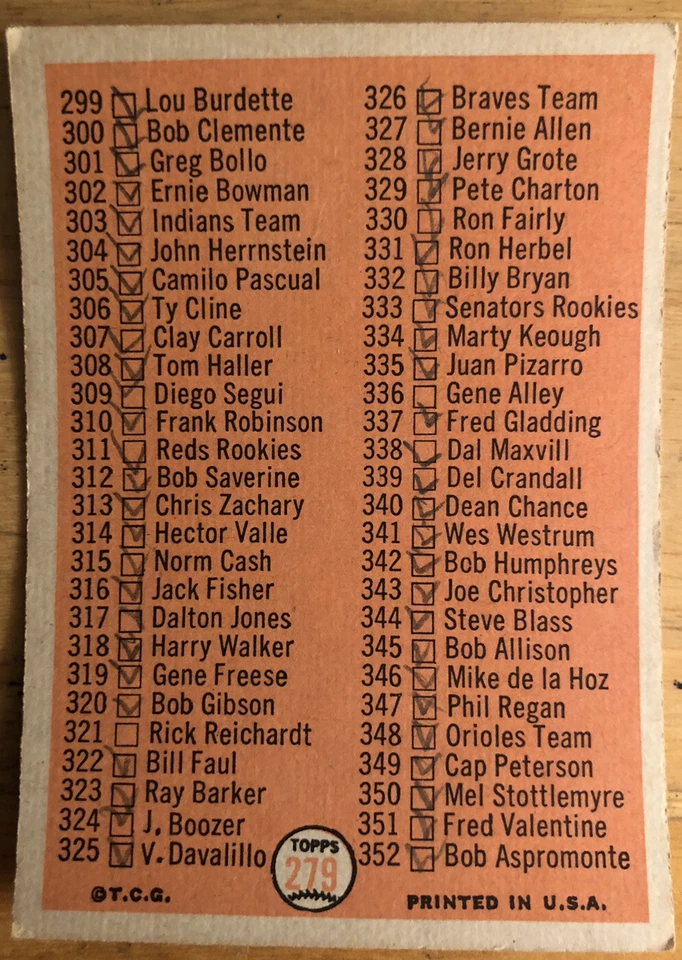 299 Lou Burdette
300 Bob Clemente
301 Greg Bollo
302 Ernie Bowman
303 Indians Team
304 John Herrnstein
305 Camilo Pascual
306 Ty Cline
307 Clay Carroll
308 Tom Haller
309 Diego Segui
310 Frank Robinson
311 Reds Rookies
312 Bob Saverine
313 Chris Zachary
314 Hector Valle
315 Norm Cash
316 Jack Fisher
317 Dalton Jones
318 Harry Walker
319 Gene Freese
320 Bob Gibson
321 Rick Reichardt
322 Bill Faul
323 Ray Barker
324 J. Boozer
325 V. Davalillo
326 Braves Team
327 Bernie Allen
328 Jerry Grote
329 Pete Charton
330 Ron Fairly
331 Ron Herbel
332 Billy Bryan
333 Senators Rookies
334 Marty Keough
335 Juan Pizarro
336 Gene Alley
337 Fred Gladding
338 Dal Maxvill
339 Del Crandall
340 Dean Chance
341 Wes Westrum
342 Bob Humphreys
343 Joe Christopher
344 Steve Blass
345 Bob Allison
346 Mike de la Hoz
347 Phil Regan
348 Orioles Team
349 Cap Peterson
350 Mel Stottlemyre
351 Fred Valentine
352 Bob Aspromonte
TOPPS
279
©T.C.G.
PRINTED IN U.S.A.